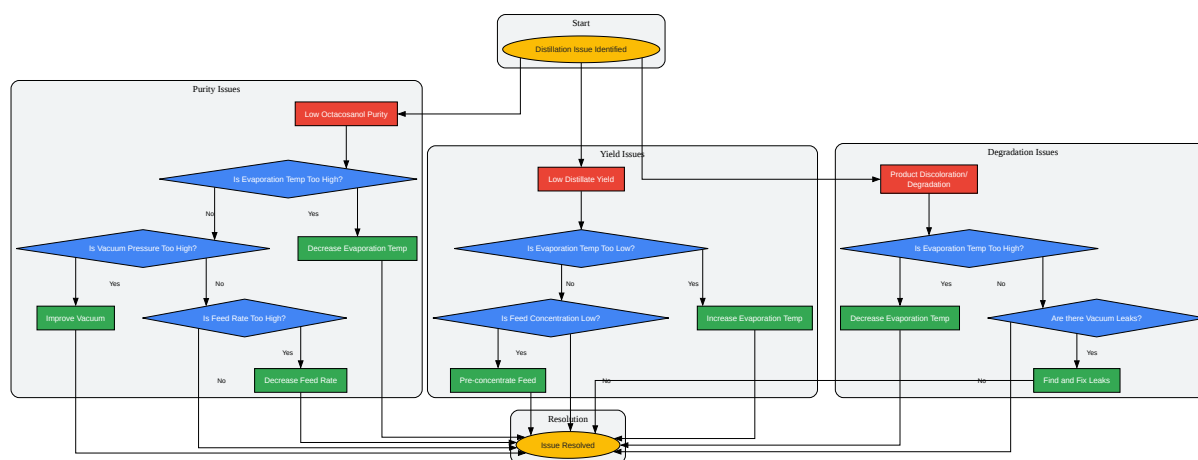 Start
Distillation Issue Identified
Purity Issues
Low Octacosanol Purity
Is Evaporation Temp Too High?
No
Yes
Is Vacuum Pressure Too High?
Decrease Evaporation Temp
Yes
No
Improve Vacuum
Is Feed Rate Too High?
Yes
No
Decrease Feed Rate
Yield Issues
Low Distillate Yield
Is Evaporation Temp Too Low?
No
Yes
Is Feed Concentration Low?
Increase Evaporation Temp
Yes
No
Pre-concentrate Feed
Degradation Issues
Product Discoloration/
Degradation
Is Evaporation Temp Too High?
Yes
No
Decrease Evaporation Temp
Are there Vacuum Leaks?
Yes
No
Find and Fix Leaks
Resolution
Issue Resolved